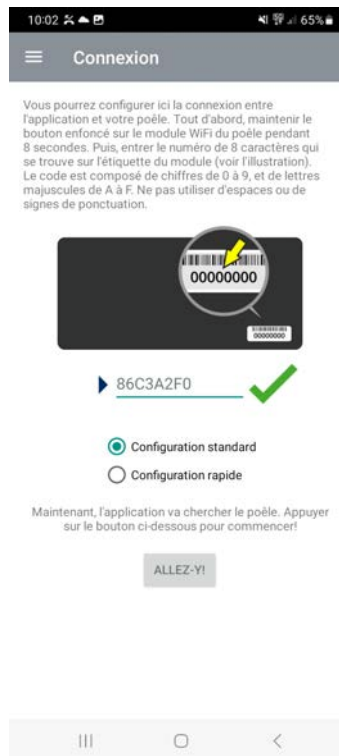 10:02 65%
Connexion
Vous pourrez configurer ici la connexion entre
l'application et votre poêle. Tout d'abord, maintenir le
bouton enfoncé sur le module WiFi du poêle pendant
8 secondes. Puis, entrer le numéro de 8 caractères qui
se trouve sur l'étiquette du module (voir l'illustration).
Le code est composé de chiffres de 0 à 9, et de lettres
majuscules de A à F. Ne pas utiliser d'espaces ou de
signes de ponctuation.
00000000
00000000
86C3A2F0
Configuration standard
Configuration rapide
Maintenant, l'application va chercher le poêle. Appuyer
sur le bouton ci-dessous pour commencer!
ALLEZ-Y!